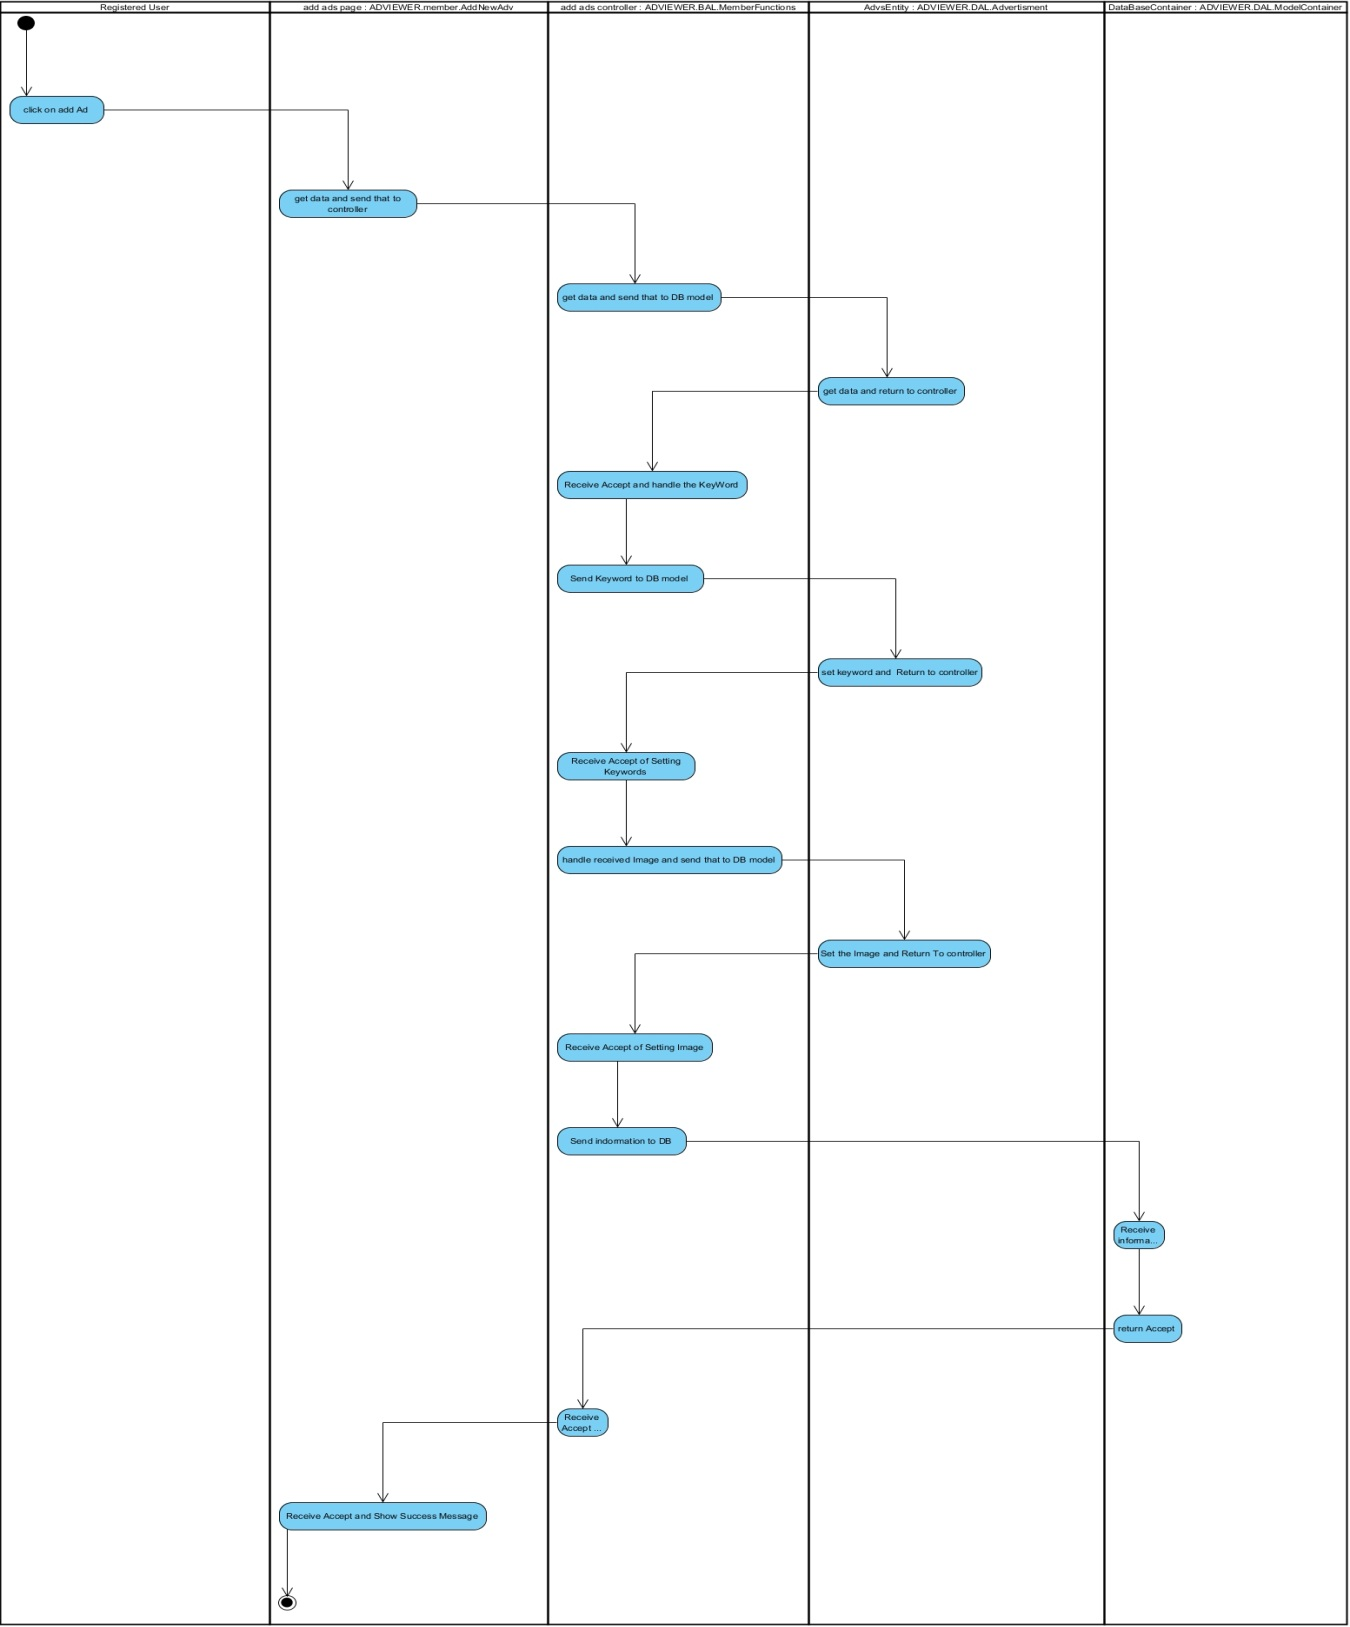 Registered User
add ads page : ADVIEWER.member.AddNewAdv
add ads controller : ADVIEWER.BAL.MemberFunctions
AdvsEntity : ADVIEWER.DAL.Advertisment
DataBaseContainer : ADVIEWER.DAL.ModelContainer
click on add Ad
get data and send that to
controller
get data and send that to DB model
get data and return to controller
Receive Accept and handle the KeyWord
Send Keyword to DB model
set keyword and Return to controller
Receive Accept of Setting
Keywords
handle received Image and send that to DB model
Set the Image and Return To controller
Receive Accept of Setting Image
Send indormation to DB
Receive
informa...
return Accept
Receive
Accept ...
Receive Accept and Show Success Message